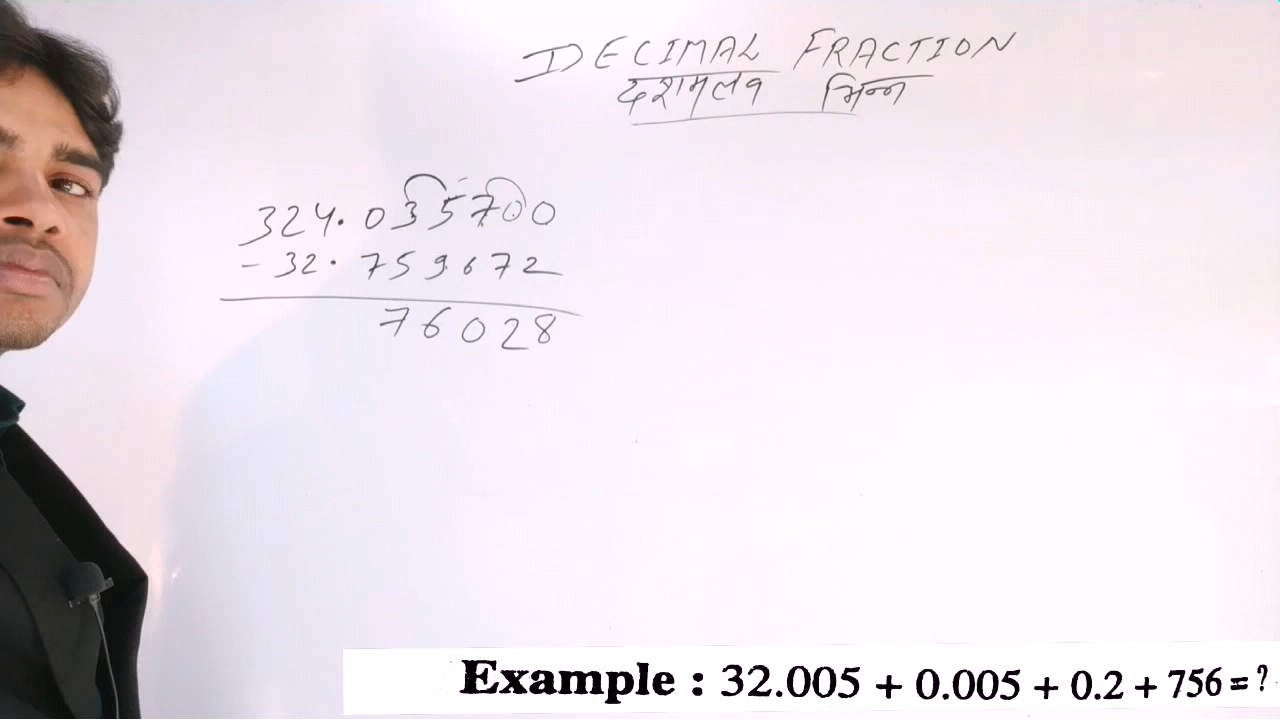 DECIMAL FRACTION
दशमलव भिन्न
324.035700
- 32.759672
76028
Example : 32.005 + 0.005 + 0.2 + 756 = ?